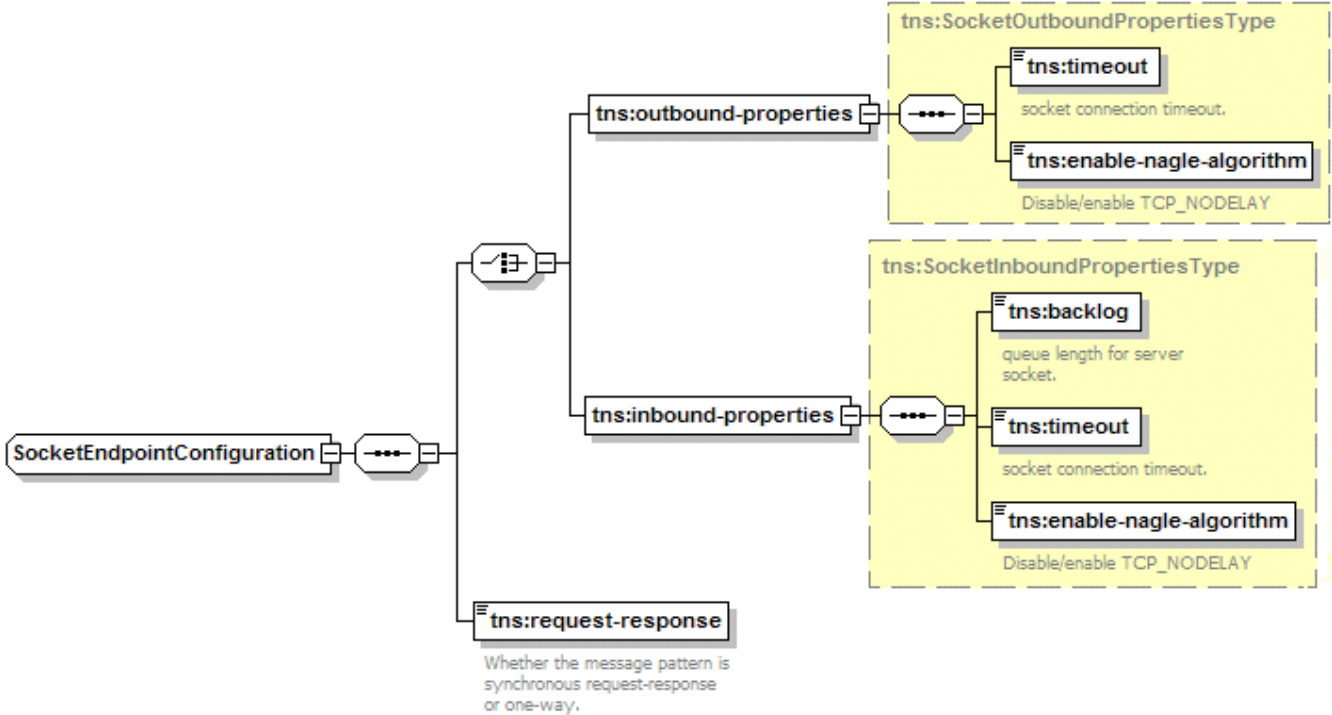 tns:SocketOutboundPropertiesType
tns:timeout
socket connection timeout.
tns:outbound-properties
tns:enable-nagle-algorithm
Disable/enable TCP_NODELAY
tns:SocketInboundPropertiesType
tns:backlog
queue length for server
socket.
tns:inbound-properties
tns:timeout
socket connection timeout.
SocketEndpointConfiguration
tns:enable-nagle-algorithm
Disable/enable TCP_NODELAY
tns:request-response
Whether the message pattern is
synchronous request-response
or one-way.